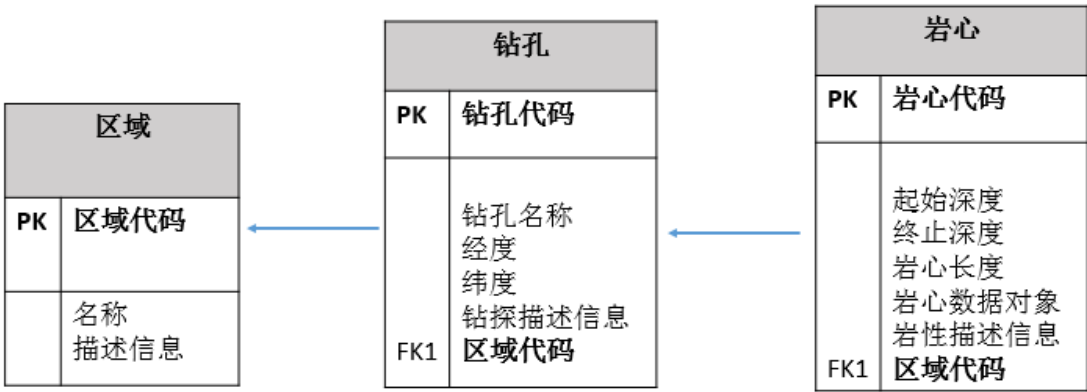 区域
PK 区域代码
名称
描述信息
钻孔
PK 钻孔代码
钻孔名称
经度
纬度
钻探描述信息
FK1 区域代码
岩心
PK 岩心代码
起始深度
终止深度
岩心长度
岩心数据对象
岩性描述信息
FK1 区域代码